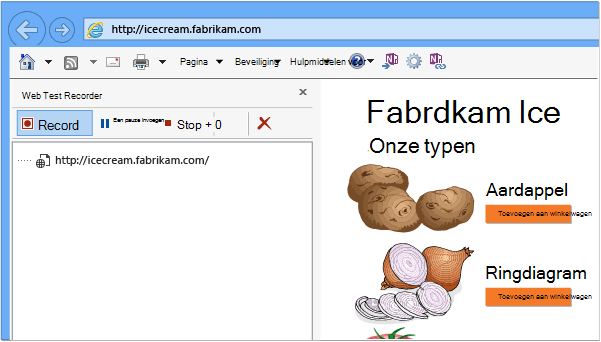 http://icecream.fabrikam.com
Pagina Beveiliging Hulpmiddelen voor
Web Test Recorder
Record Een pauze invoegen Stop + 0
http://icecream.fabrikam.com/
Fabrdkam Ice
Onze typen
Aardappel
Toevoegen aan winkelwagen
Ringdiagram
Toevoegen aan winkelwagen